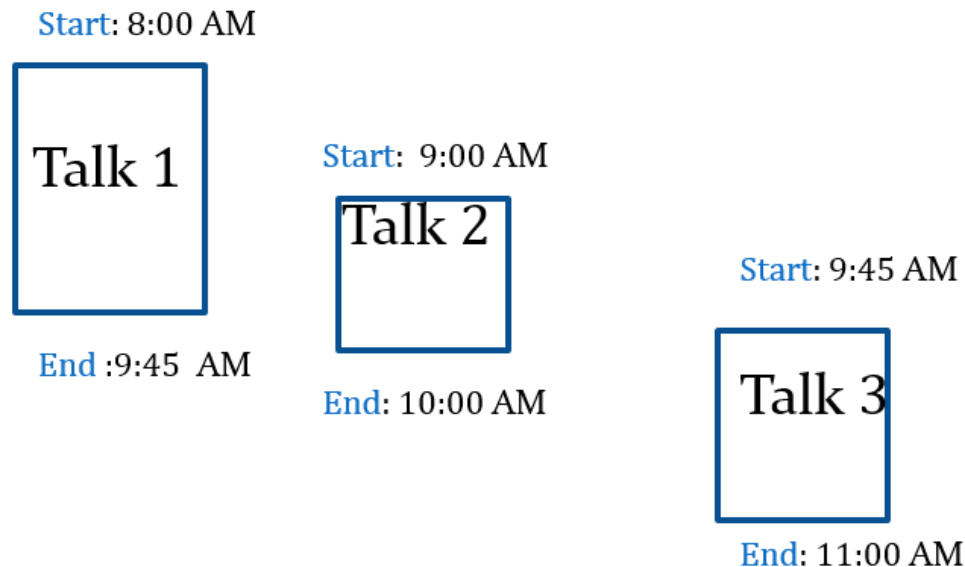 Start: 8:00 AM
Talk 1
End :9:45 AM
Start: 9:00 AM
Talk 2
End: 10:00 AM
Start: 9:45 AM
Talk 3
End: 11:00 AM